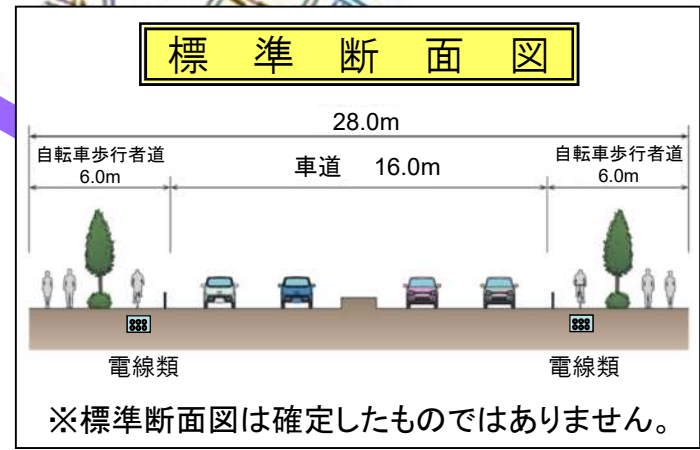 標準断面図
28.0m
自転車歩行者道
6.0m
車道 16.0m
自転車歩行者道
6.0m
電線類
電線類
※標準断面図は確定したものではありません。